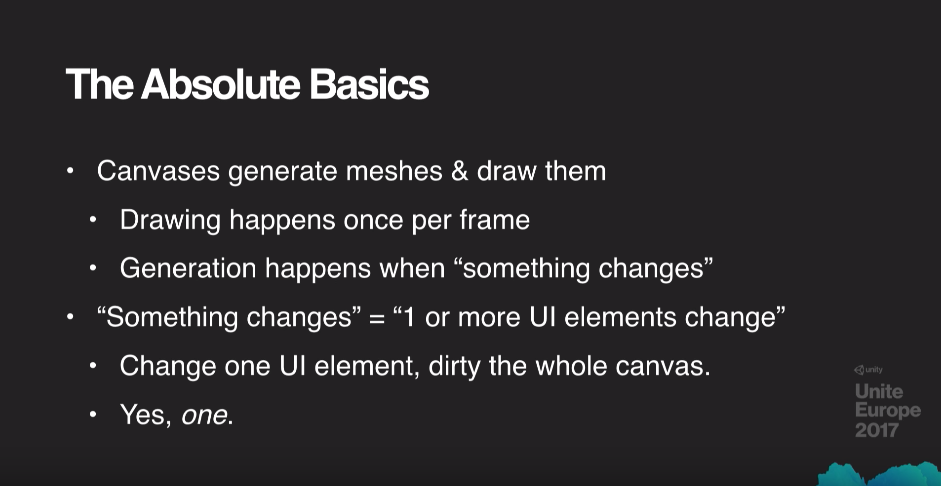 The Absolute Basics
• Canvases generate meshes & draw them
• Drawing happens once per frame
• Generation happens when “something changes”
• “Something changes” = “1 or more UI elements change”
• Change one UI element, dirty the whole canvas.
• Yes, one.
unity
Unite
Europe
2017